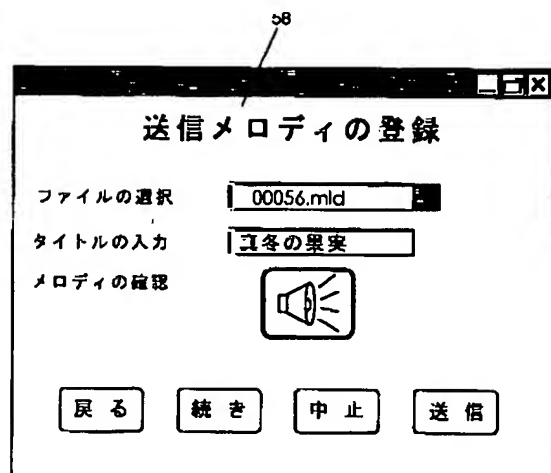 58
送信メロディの登録
ファイルの選択 00056.mld
タイトルの入力 真冬の果実
メロディの確認
戻る 続き 中止 送信